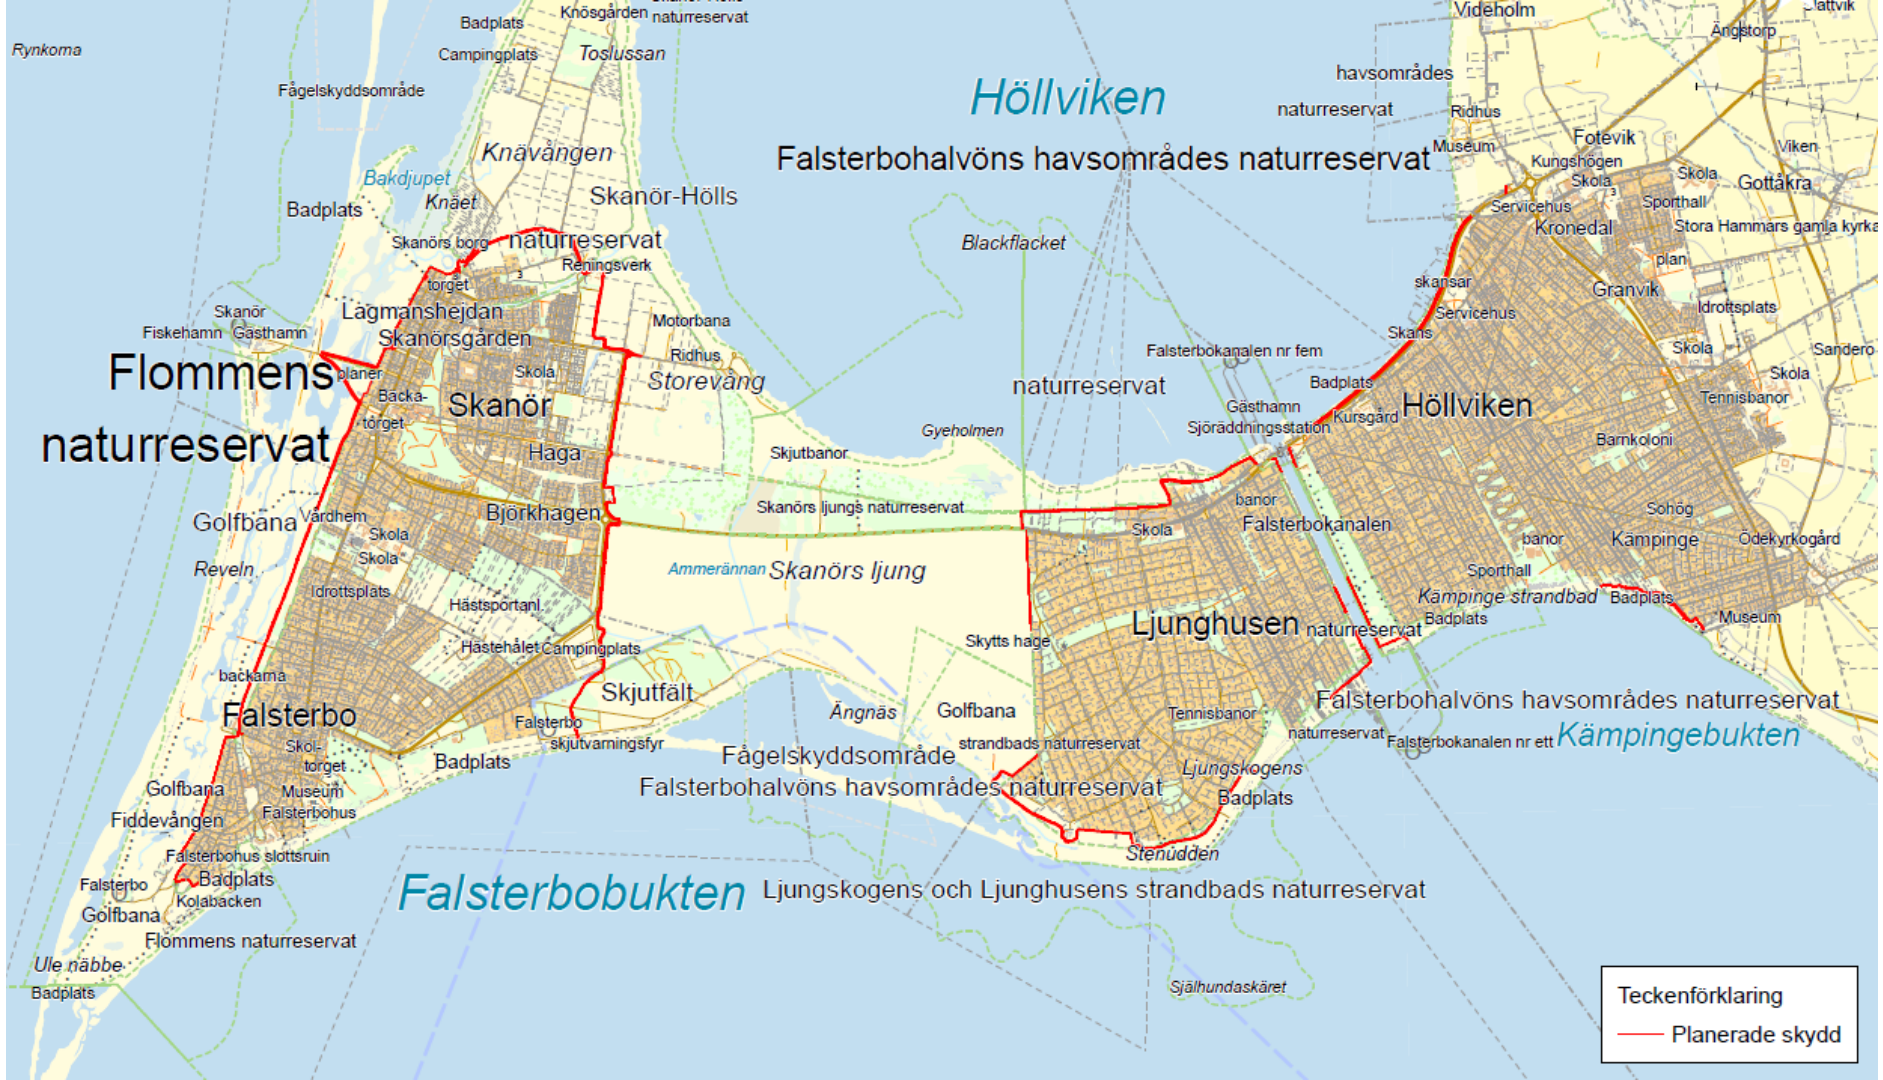 Knösgården
naturreservat
Videholm
Badplats
Ängstorp
Rynkorna
Campingplats
Toslussan
Fågelskyddsområde
havsområdes
Höllviken
naturreservat
Ridhus
Fotevik
Museum
Viken
Knävången
Falsterbohalvöns havsområdes naturreservat
Kungshögen
Skola
Skola
Gottåkra
Bakdjupet
Skanör-Hölls
Knäet
Badplats
Servicehus
Sporthall
Kronedal
Stora Hammars gamla kyrka
Skanörs borg
naturreservat
Blackflacket
Reningsverk
3
3
plan
torget
skansar
Granvik
Skanör
Lagmanshejdan
Servicehus
Idrottsplats
Fiskehamn
Gästhamn
Skanörsgården
Motorbana
Skans
Falsterbokanalen nr fem
Skola
Sandero
Ridhus
Flommens
planer
Skola
Storevång
naturreservat
Badplats
Skola
Backa-
torget
Skanör
Gästhamn
Sjöräddningsstation
Kursgård
Höllviken
Tennisbanor
naturreservat
Haga
Skjutbanor
Gyeholmen
Barnkoloni
Golfbana
Vårdhem
Björkhagen
Skanörs ljungs naturreservat
banor
Falsterbokanalen
Sohög
Skola
Skola
Skola
banor
Kämpinge
Ödekyrkogård
Reveln
Ammerännan
Skanörs ljung
Sporthall
Idrottsplats
Hästsportanl.
Kämpinge strandbad
Badplats
Badplats
Museum
Hästehålet
Campingplats
Skytts hage
Ljunghusen
naturreservat
backarna
Skjutfält
Falsterbo
Falsterbo
skjutvarningsfyr
Ängnäs
Golfbana
Tennisbanor
Falsterbohalvöns havsområdes naturreservat
Skol-
torget
Badplats
Fågelskyddsområde
strandbads naturreservat
naturreservat
Falsterbokanalen nr ett
Kämpingebukten
Golfbana
Museum
Falsterbohus
Falsterbohalvöns havsområdes naturreservat
Ljungskogens
Badplats
Fiddevången
Falsterbohus slottsruin
Stenudden
Falsterbo
Badplats
Kolabacken
Falsterbobukten
Ljungskogens och Ljunghusens strandbads naturreservat
Golfbana
Flommens naturreservat
Ule näbbe
Badplats
Själhundaskäret
Teckenförklaring
Planerade skydd